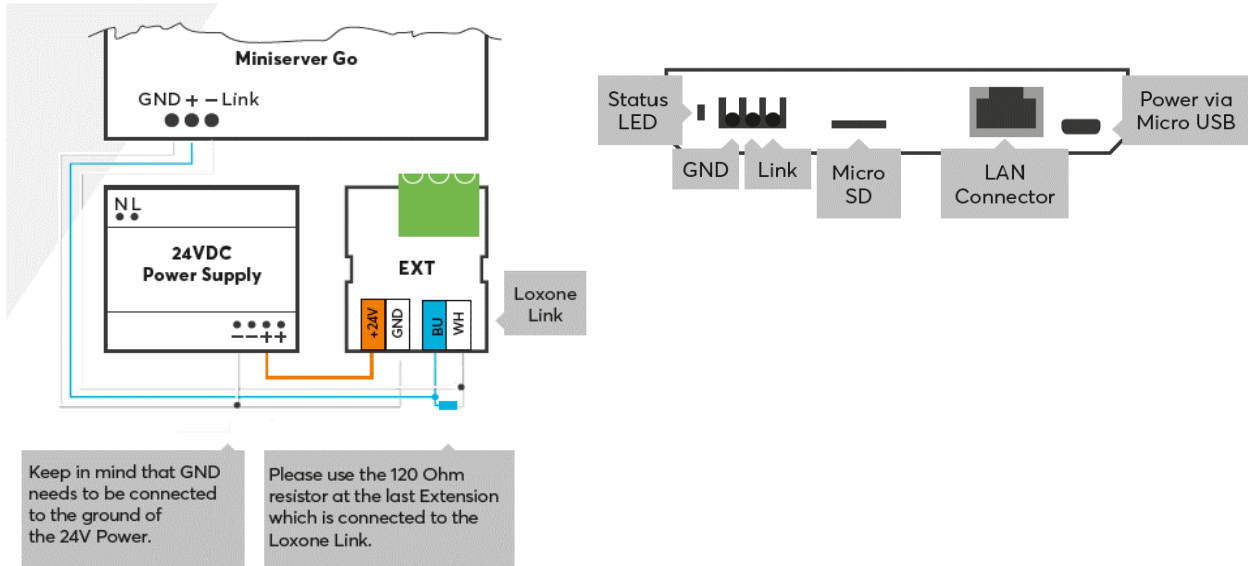 Miniserver Go
GND + − Link
N L
24VDC
Power Supply
−−++
EXT
+24V
GND
BU
WH
Loxone
Link
Keep in mind that GND
needs to be connected
to the ground of
the 24V Power.
Please use the 120 Ohm
resistor at the last Extension
which is connected to the
Loxone Link.
Status
LED
GND
Link
Micro
SD
LAN
Connector
Power via
Micro USB